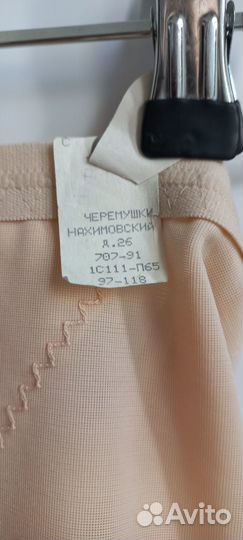 С
ЧЕРЕМУШКИ
НАХИМОВСКИЙ
Д.26
707-91
1С111-П65
97-118
Avito